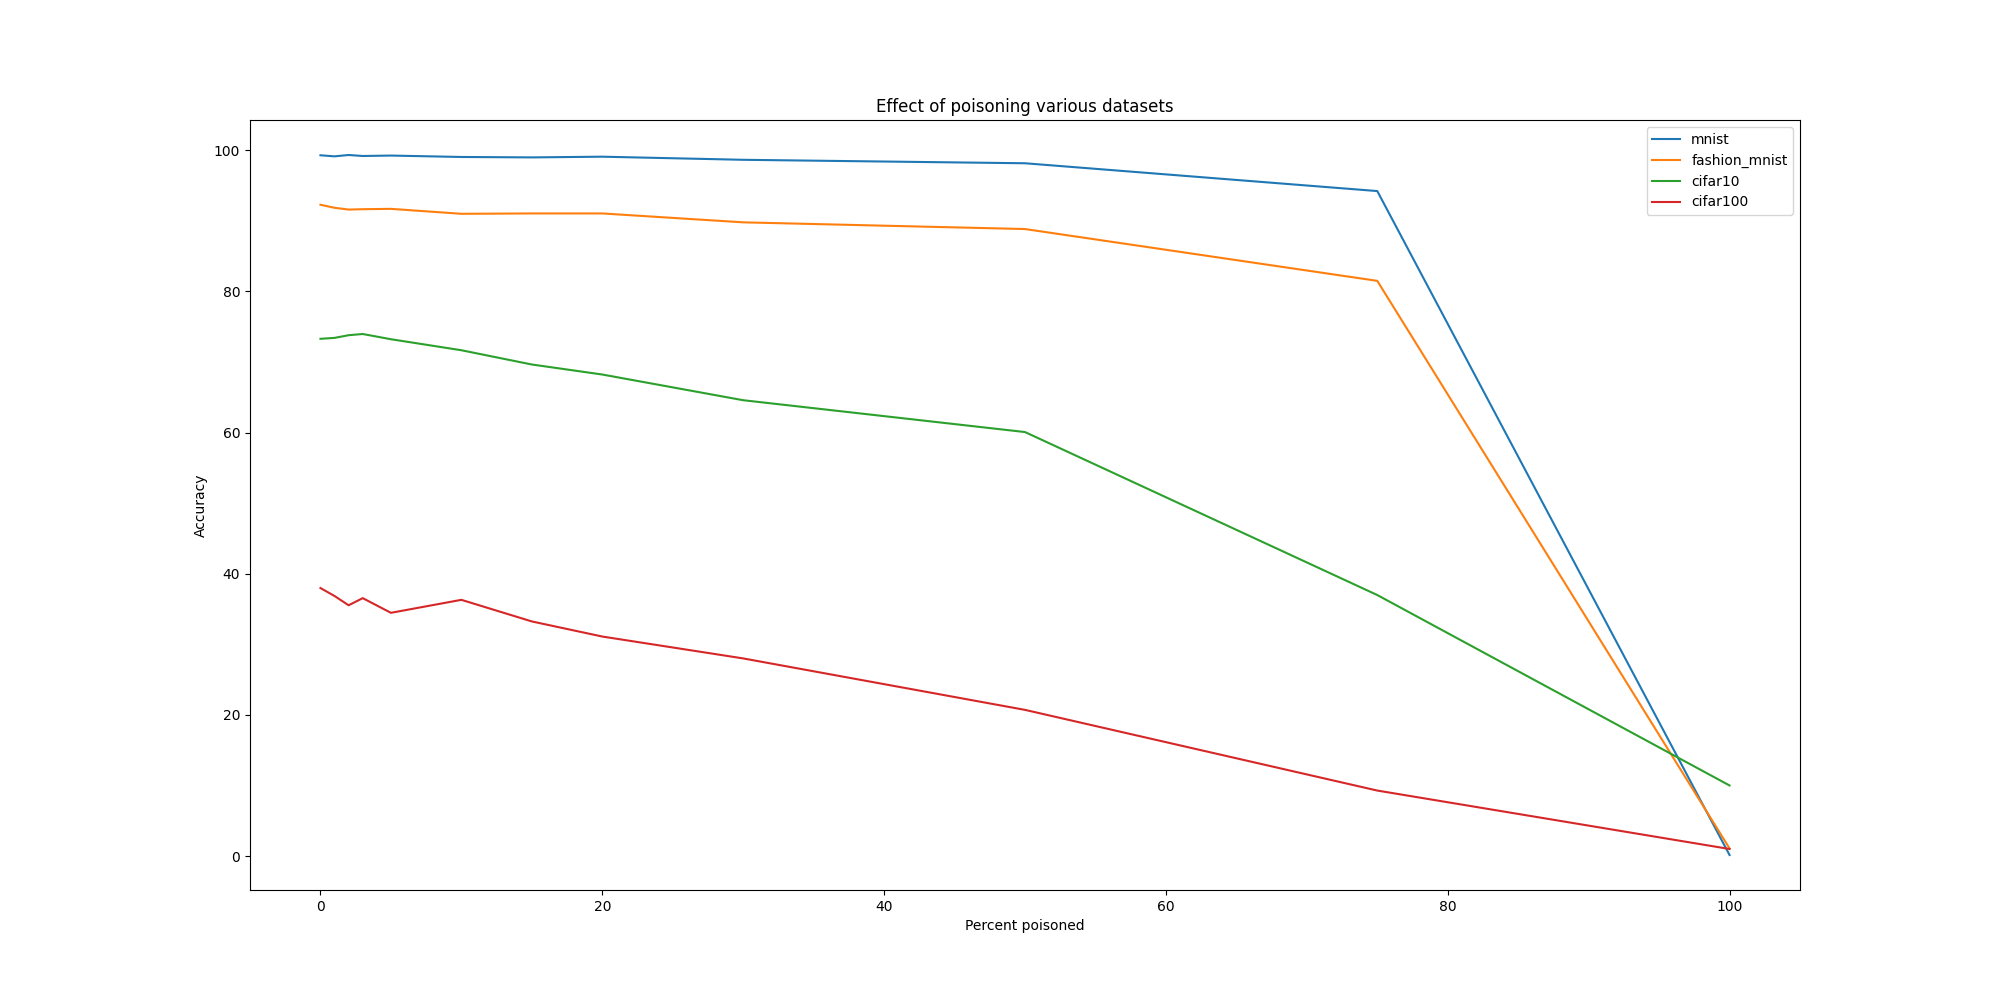 Effect of poisoning various datasets
mnist
fashion_mnist
cifar10
cifar100
Accuracy
100
80
60
40
20
0
0 20 40 60 80 100
Percent poisoned